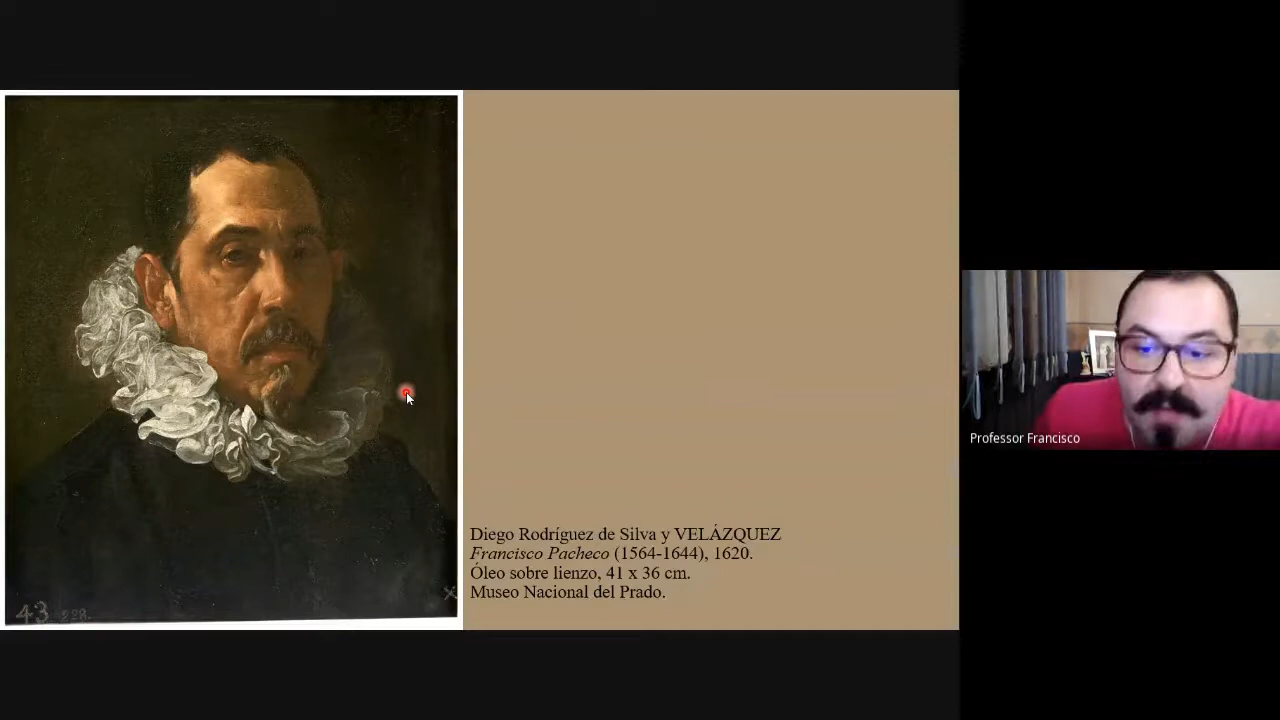 Diego Rodríguez de Silva y VELÁZQUEZ
Francisco Pacheco (1564-1644), 1620.
Óleo sobre lienzo, 41 x 36 cm.
Museo Nacional del Prado.
43 228.
Professor Francisco